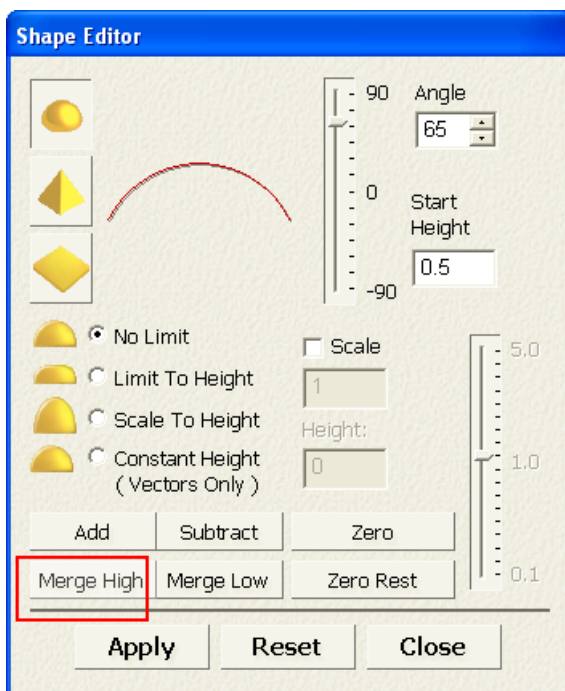 Shape Editor
90 Angle
65
0 Start
Height
0.5
-90
No Limit
Scale
5.0
Limit To Height
1
Scale To Height
Height:
Constant Height
0
1.0
( Vectors Only )
Add Subtract Zero
Merge High Merge Low Zero Rest
0.1
Apply Reset Close